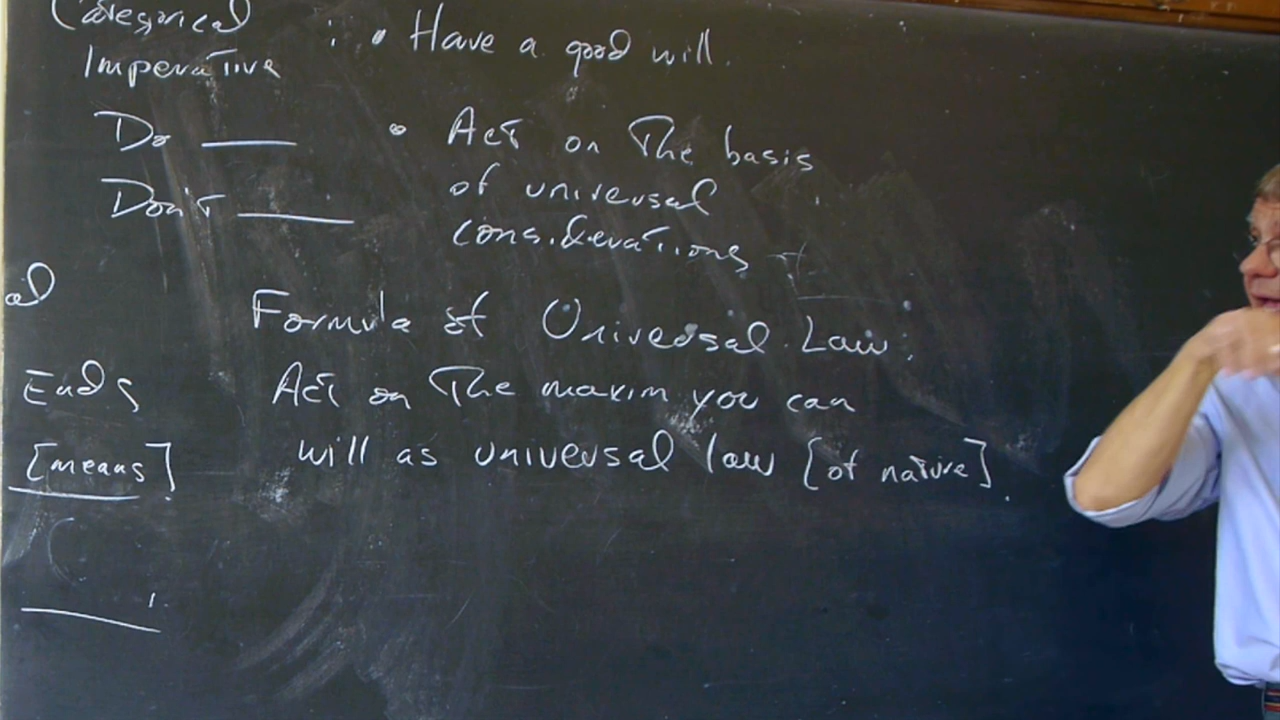 Categorical : • Have a good will.
Imperative
Do ____ • Act on the basis
Don't ____ of universal
considerations
al
Formula of Universal Law:
Ends Act on the maxim you can
[means] will as universal law [of nature].